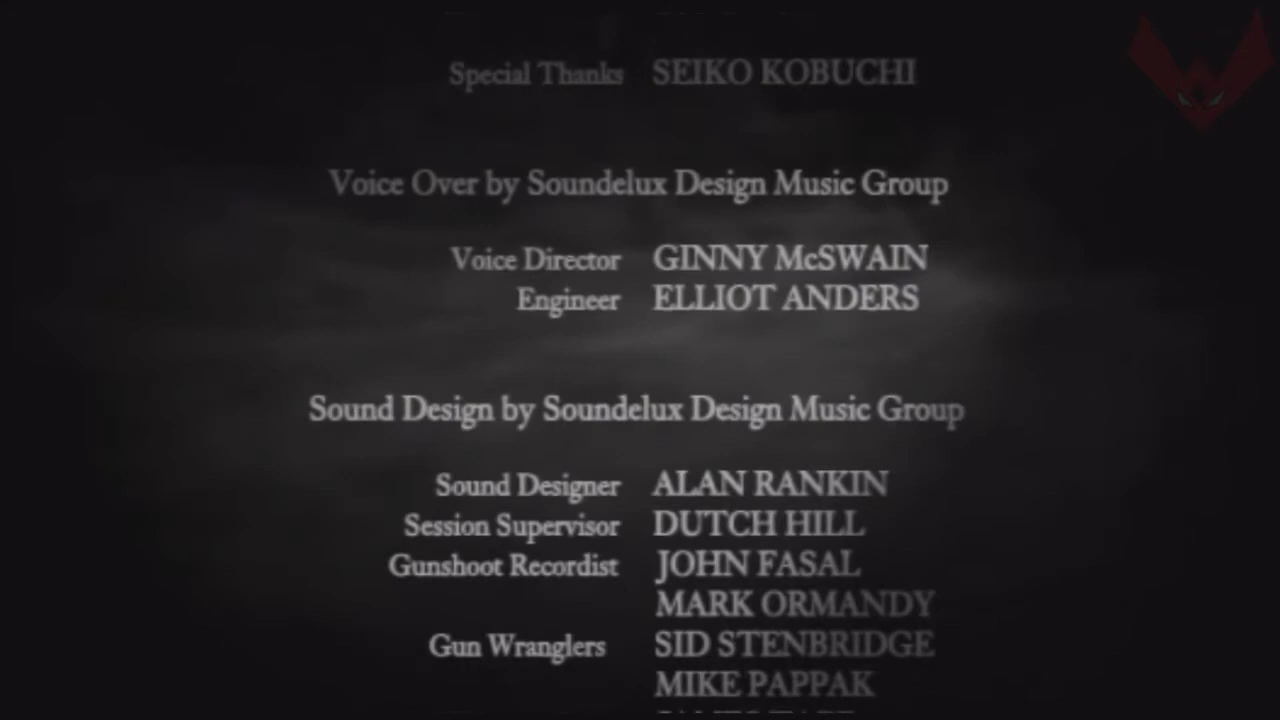 Special Thanks SEIKO KOBUCHI
Voice Over by Soundelux Design Music Group
Voice Director GINNY McSWAIN
Engineer ELLIOT ANDERS
Sound Design by Soundelux Design Music Group
Sound Designer ALAN RANKIN
Session Supervisor DUTCH HILL
Gunshoot Recordist JOHN FASAL
MARK ORMANDY
Gun Wranglers SID STENBRIDGE
MIKE PAPPAK